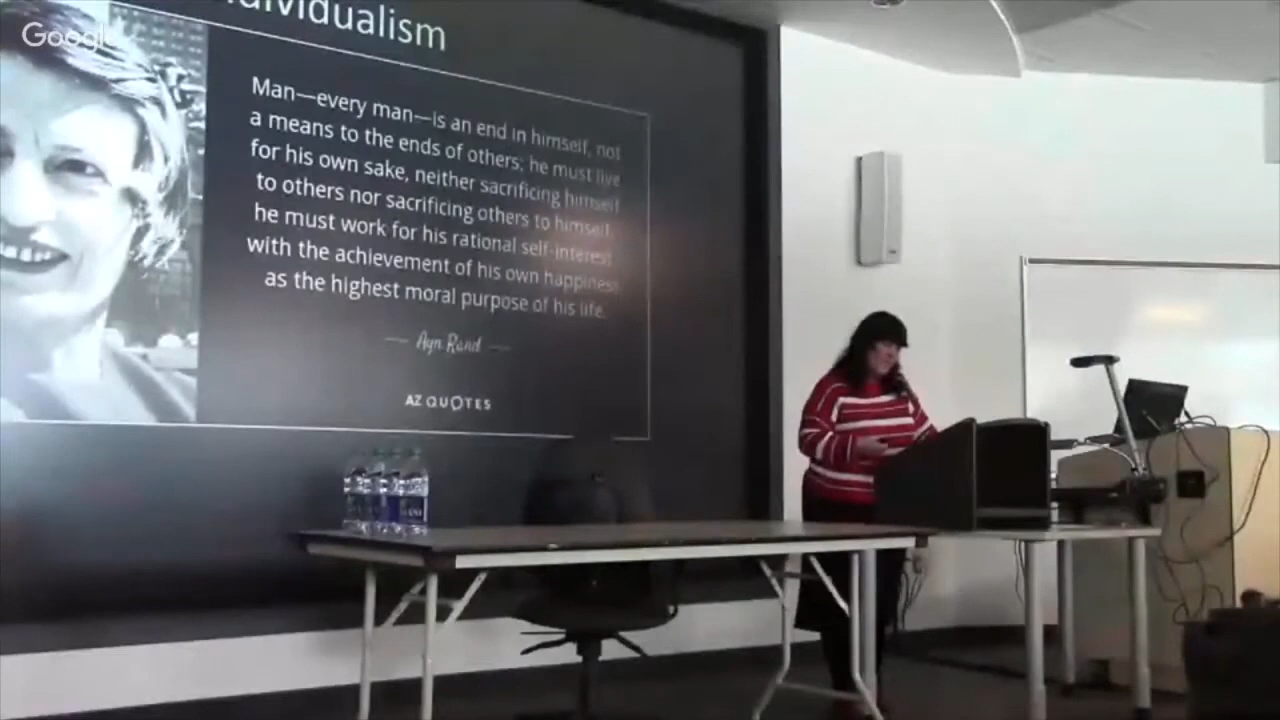 Google
ndividualism
Man—every man—is an end in himself, not
a means to the ends of others; he must live
for his own sake, neither sacrificing himself
to others nor sacrificing others to himself;
he must work for his rational self-interest
with the achievement of his own happiness
as the highest moral purpose of his life.
— Ayn Rand —
AZ QUOTES